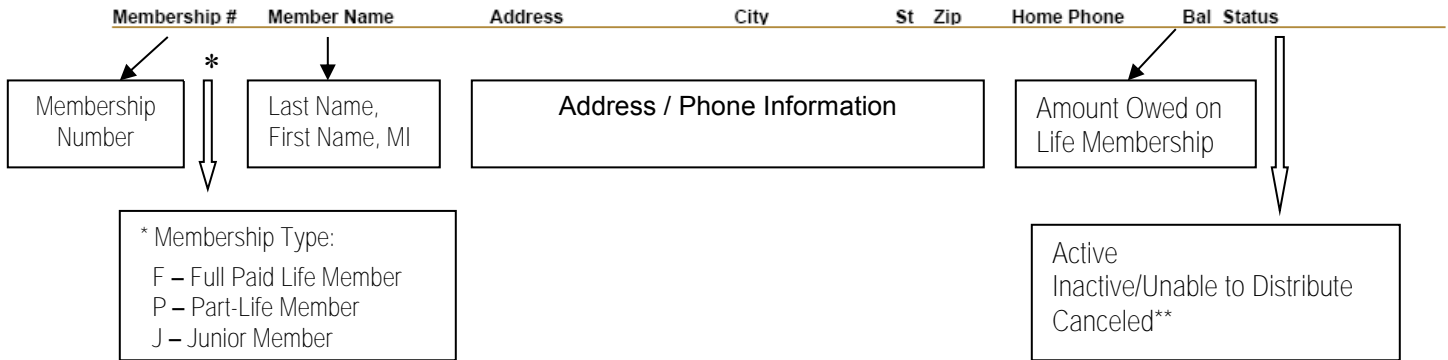 Membership # Member Name Address City St Zip Home Phone Bal Status
*
Membership
Number
Last Name,
First Name, MI
Address / Phone Information
Amount Owed on
Life Membership
* Membership Type:
F – Full Paid Life Member
P – Part-Life Member
J – Junior Member
Active
Inactive/Unable to Distribute
Canceled**